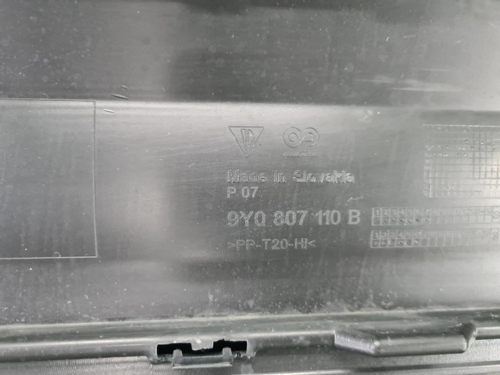 Made in Slovakia
P 07
9Y0 807 110 B
>PP-T20-HI<